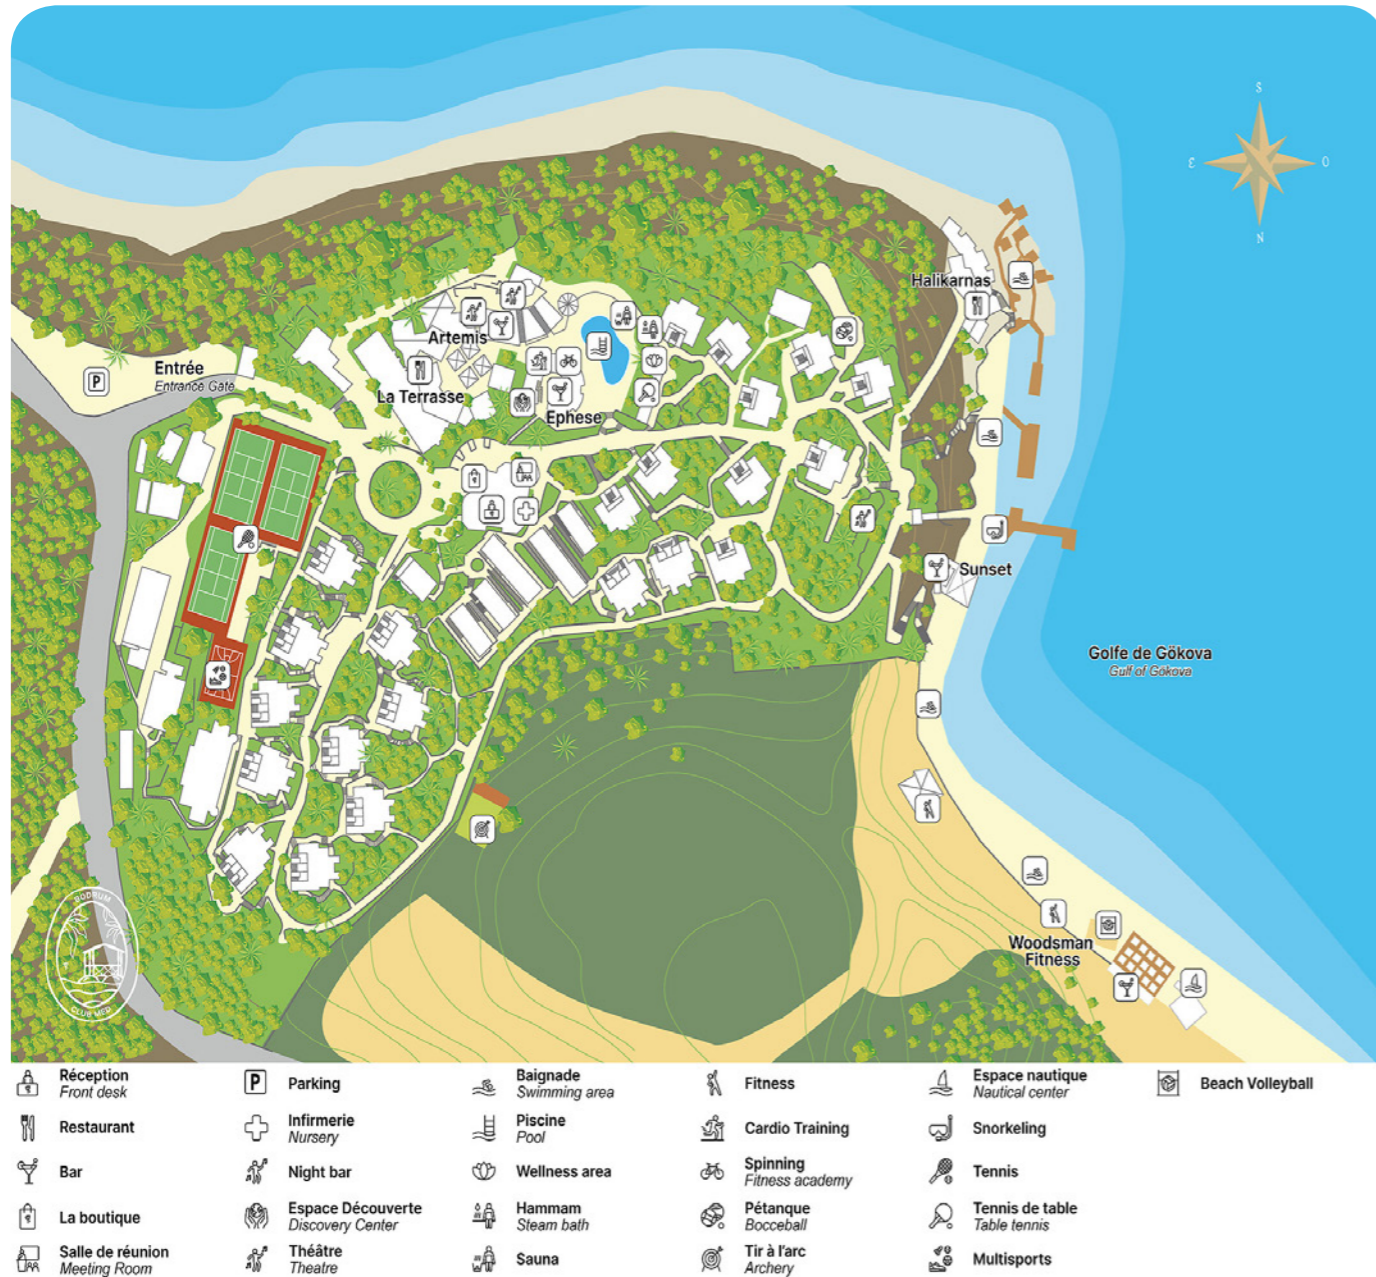 S
E
O
N
Halikarnas
Artemis
Entrée
Entrance Gate
P
La Terrasse
Ephese
Sunset
Golfe de Gökova
Gulf of Gökova
Woodsman
Fitness
BODRUM
CLUB MED
Réception
Front desk
P
Parking
Baignade
Swimming area
Fitness
Espace nautique
Nautical center
Beach Volleyball
Restaurant
Infirmerie
Nursery
Piscine
Pool
Cardio Training
Snorkeling
Bar
Night bar
Wellness area
Spinning
Fitness academy
Tennis
La boutique
Espace Découverte
Discovery Center
Hammam
Steam bath
Pétanque
Bocceball
Tennis de table
Table tennis
Salle de réunion
Meeting Room
Théâtre
Theatre
Sauna
Tir à l'arc
Archery
Multisports